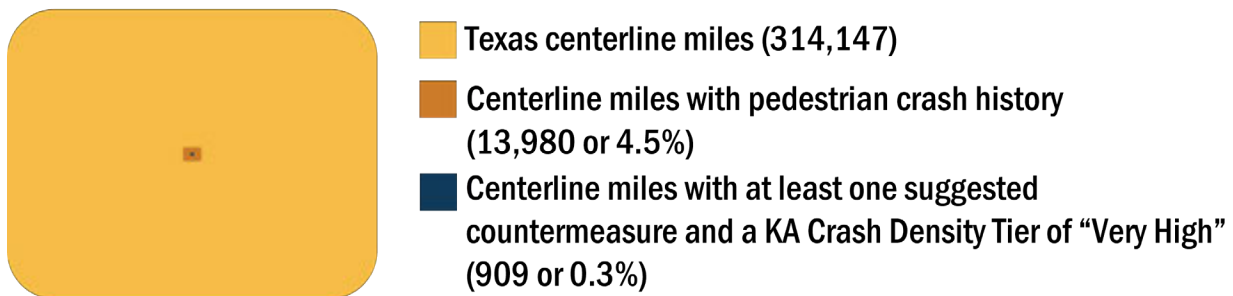 Texas centerline miles (314,147)
Centerline miles with pedestrian crash history
(13,980 or 4.5%)
Centerline miles with at least one suggested
countermeasure and a KA Crash Density Tier of “Very High”
(909 or 0.3%)